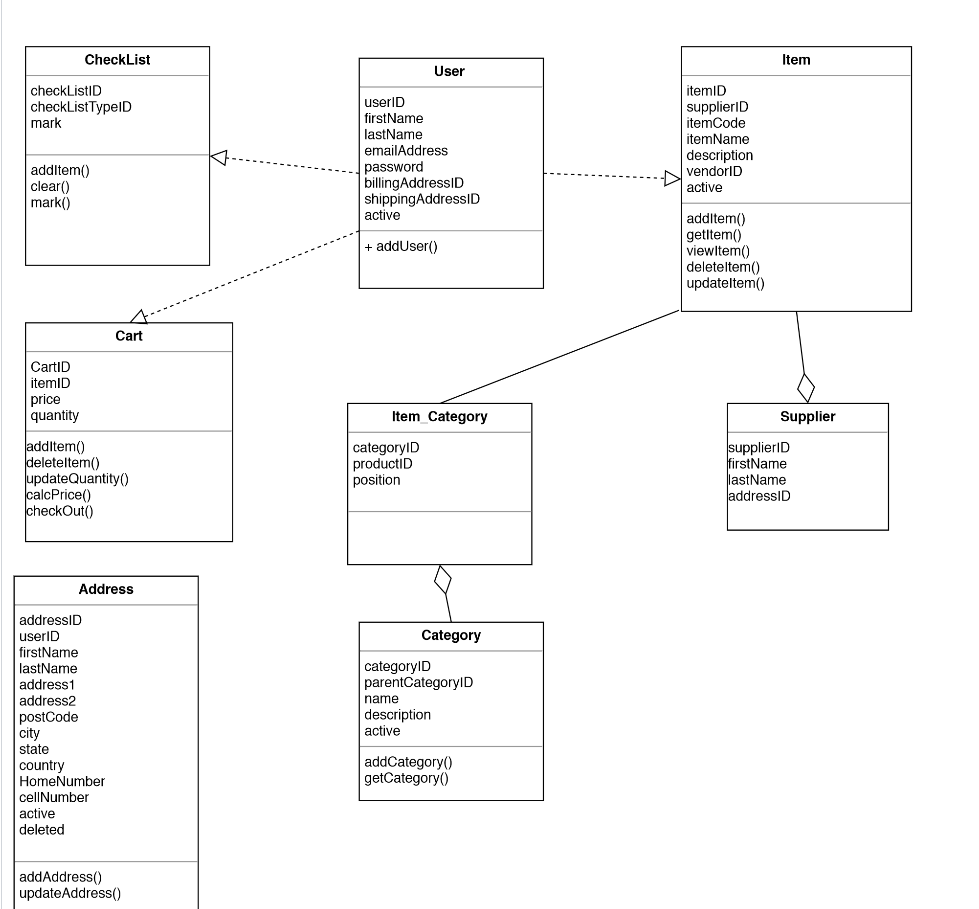 CheckList
checkListID
checkListTypeID
mark
addItem()
clear()
mark()
User
userID
firstName
lastName
emailAddress
password
billingAddressID
shippingAddressID
active
+ addUser()
Item
itemID
supplierID
itemCode
itemName
description
vendorID
active
addItem()
getItem()
viewItem()
deleteItem()
updateItem()
Cart
CartID
itemID
price
quantity
addItem()
deleteItem()
updateQuantity()
calcPrice()
checkOut()
Item_Category
categoryID
productID
position
Supplier
supplierID
firstName
lastName
addressID
Address
addressID
userID
firstName
lastName
address1
address2
postCode
city
state
country
HomeNumber
cellNumber
active
deleted
addAddress()
updateAddress()
Category
categoryID
parentCategoryID
name
description
active
addCategory()
getCategory()